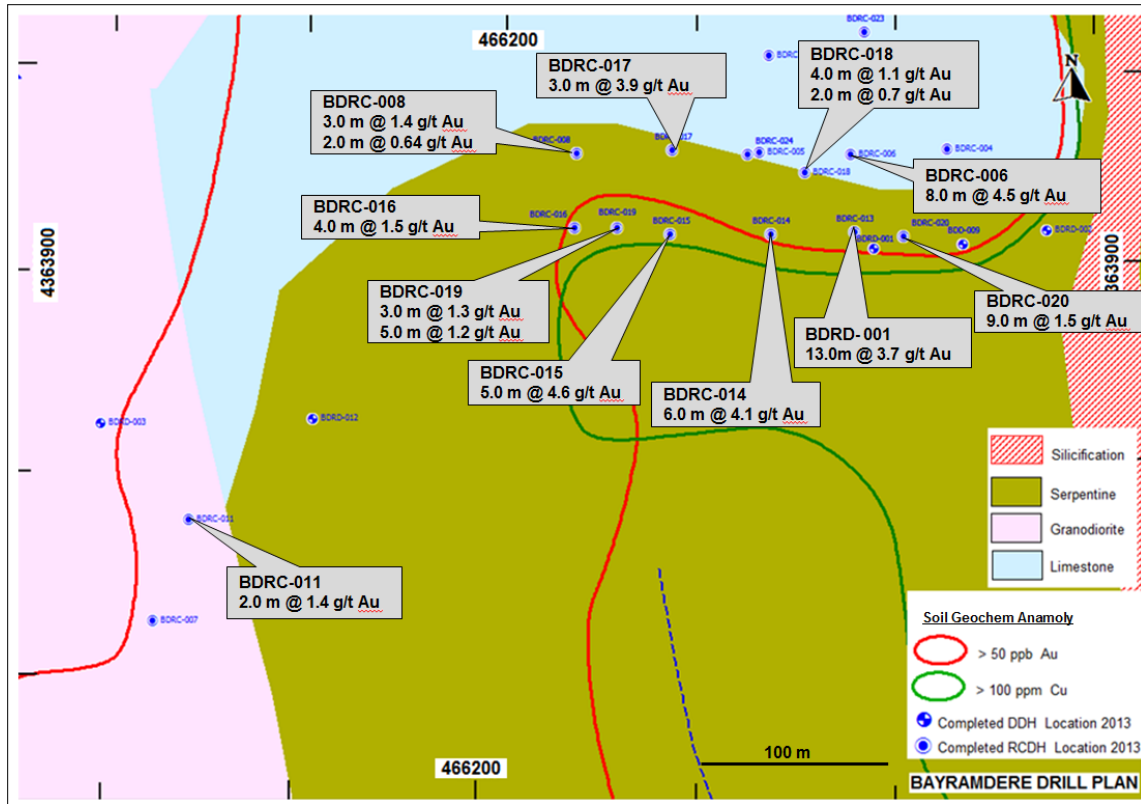 BDRC-023
466200
BDRC-017
3.0 m @ 3.9 g/t Au
BDRC-018
4.0 m @ 1.1 g/t Au
2.0 m @ 0.7 g/t Au
N
BDRC-008
3.0 m @ 1.4 g/t Au
2.0 m @ 0.64 g/t Au
BDRC-008
BDRC-024
BDRC-005
BDRC-006
BDRC-004
BDRC-018
BDRC-006
8.0 m @ 4.5 g/t Au
BDRC-016
4.0 m @ 1.5 g/t Au
BDRC-016
BDRC-019
BDRC-015
BDRC-014
BDRC-013
BDRC-020
BDRD-001
BDD-009
BDRD-002
4363900
363900
BDRC-019
3.0 m @ 1.3 g/t Au
5.0 m @ 1.2 g/t Au
BDRC-020
9.0 m @ 1.5 g/t Au
BDRD-001
13.0m @ 3.7 g/t Au
BDRC-015
5.0 m @ 4.6 g/t Au
BDRC-014
6.0 m @ 4.1 g/t Au
BDRD-003
BDRD-012
BDRC-011
BDRC-011
2.0 m @ 1.4 g/t Au
BDRC-007
Silicification
Serpentine
Granodiorite
Limestone
Soil Geochem Anamoly
> 50 ppb Au
> 100 ppm Cu
Completed DDH Location 2013
Completed RCDH Location 2013
466200
100 m
BAYRAMDERE DRILL PLAN